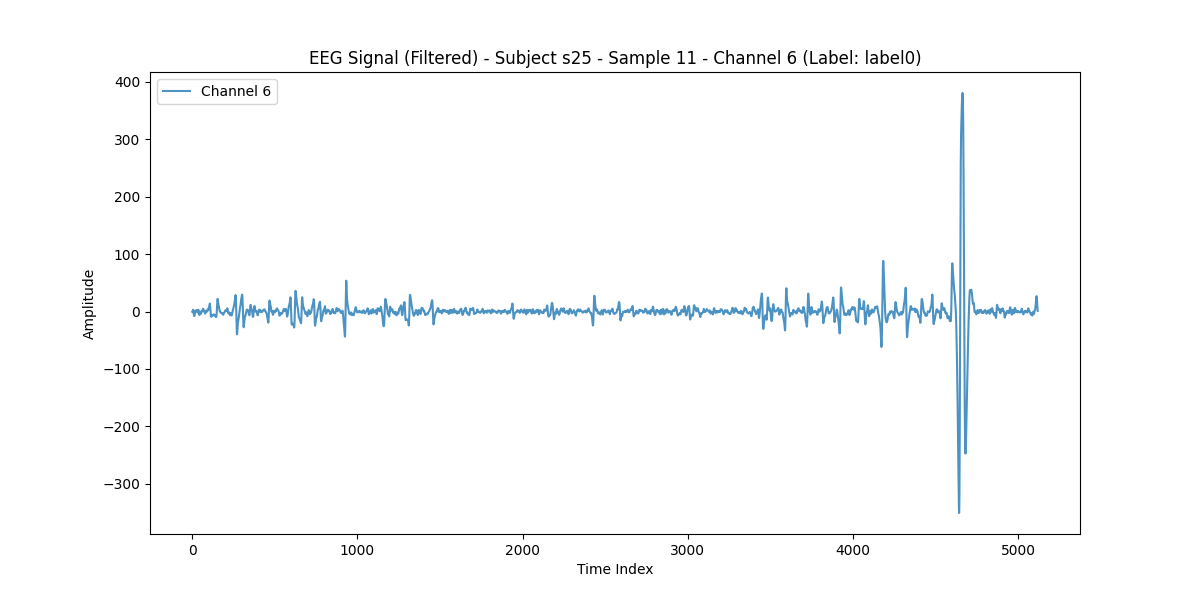 EEG Signal (Filtered) - Subject s25 - Sample 11 - Channel 6 (Label: label0)
Channel 6
400
300
200
100
0
−100
−200
−300
Amplitude
0 1000 2000 3000 4000 5000
Time Index